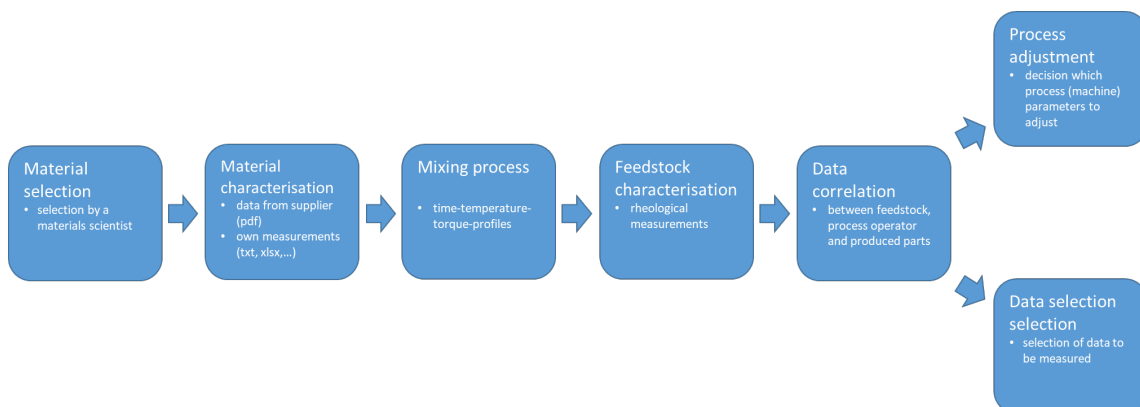 Material
selection
• selection by a
materials scientist
Material
characterisation
• data from supplier
(pdf)
• own measurements
(txt, xlsx,...)
Mixing process
• time-temperature-
torque-profiles
Feedstock
characterisation
• rheological
measurements
Data
correlation
• between feedstock,
process operator
and produced parts
Process
adjustment
• decision which
process (machine)
parameters to
adjust
Data selection
selection
• selection of data to
be measured